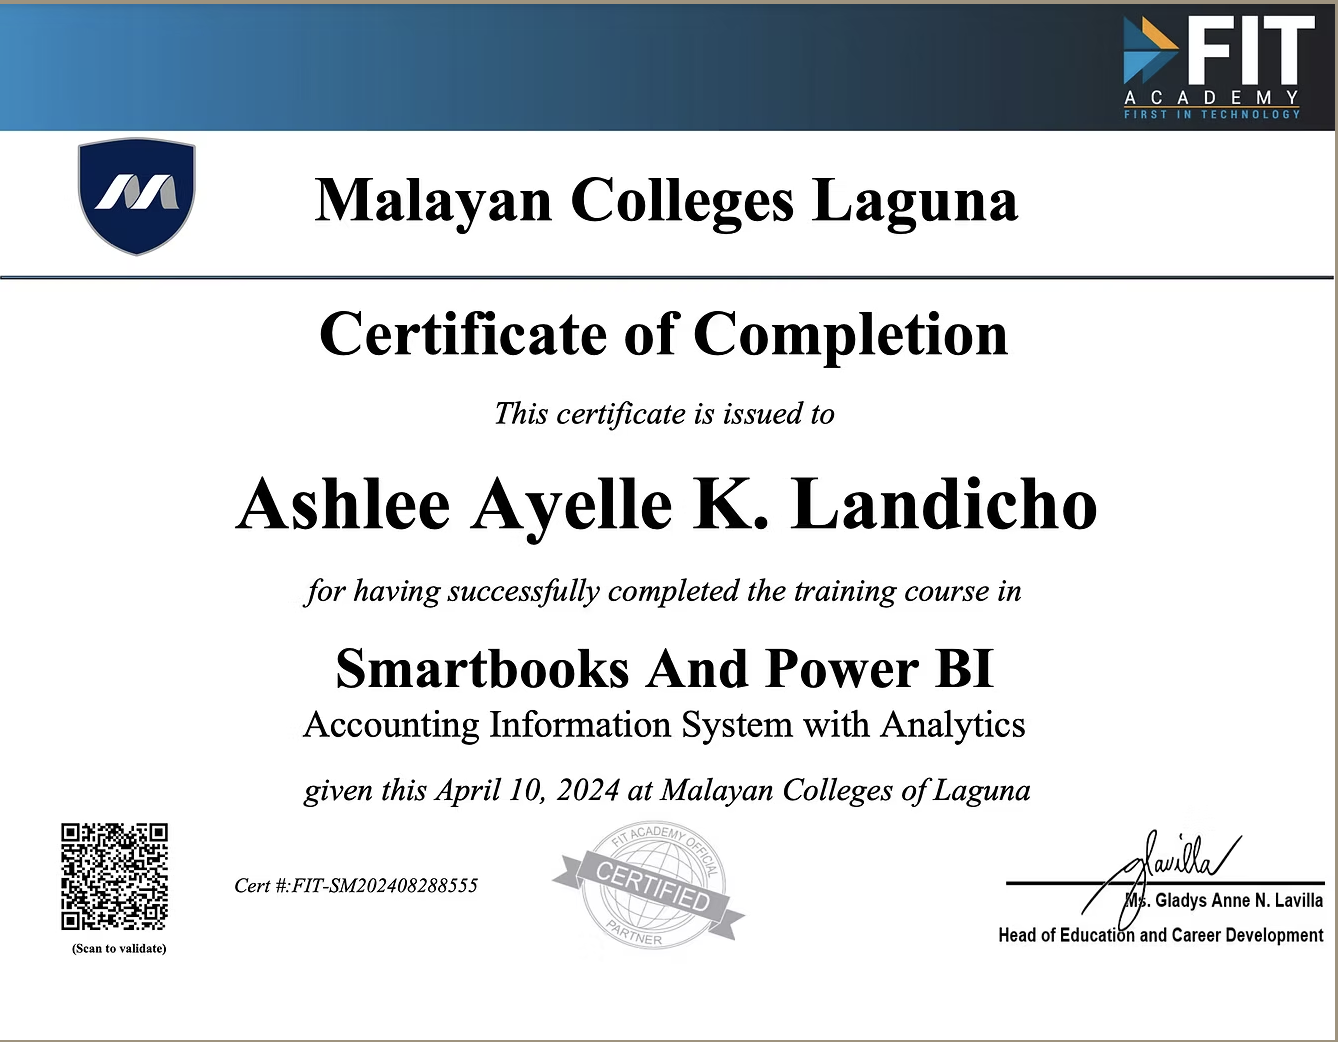 FIT
ACADEMY
FIRST IN TECHNOLOGY
Malayan Colleges Laguna
Certificate of Completion
This certificate is issued to
Ashlee Ayelle K. Landicho
for having successfully completed the training course in
Smartbooks And Power BI
Accounting Information System with Analytics
given this April 10, 2024 at Malayan Colleges of Laguna
(Scan to validate)
Cert #:FIT-SM202408288555
FIT ACADEMY OFFICIAL
CERTIFIED
PARTNER
glavilla
Ms. Gladys Anne N. Lavilla
Head of Education and Career Development